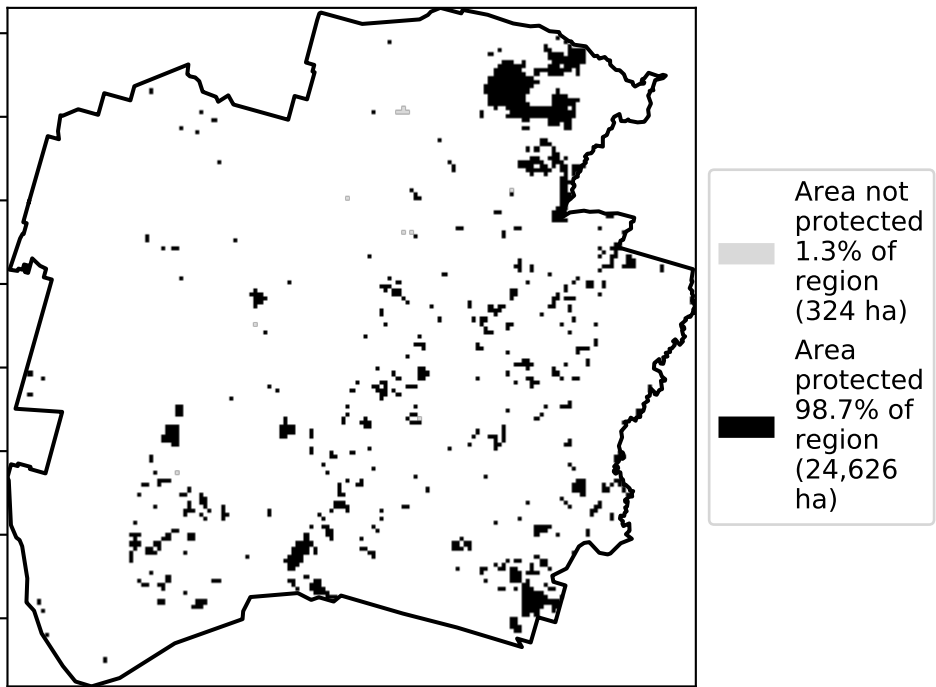 Area not
protected
1.3% of
region
(324 ha)
Area
protected
98.7% of
region
(24,626
ha)